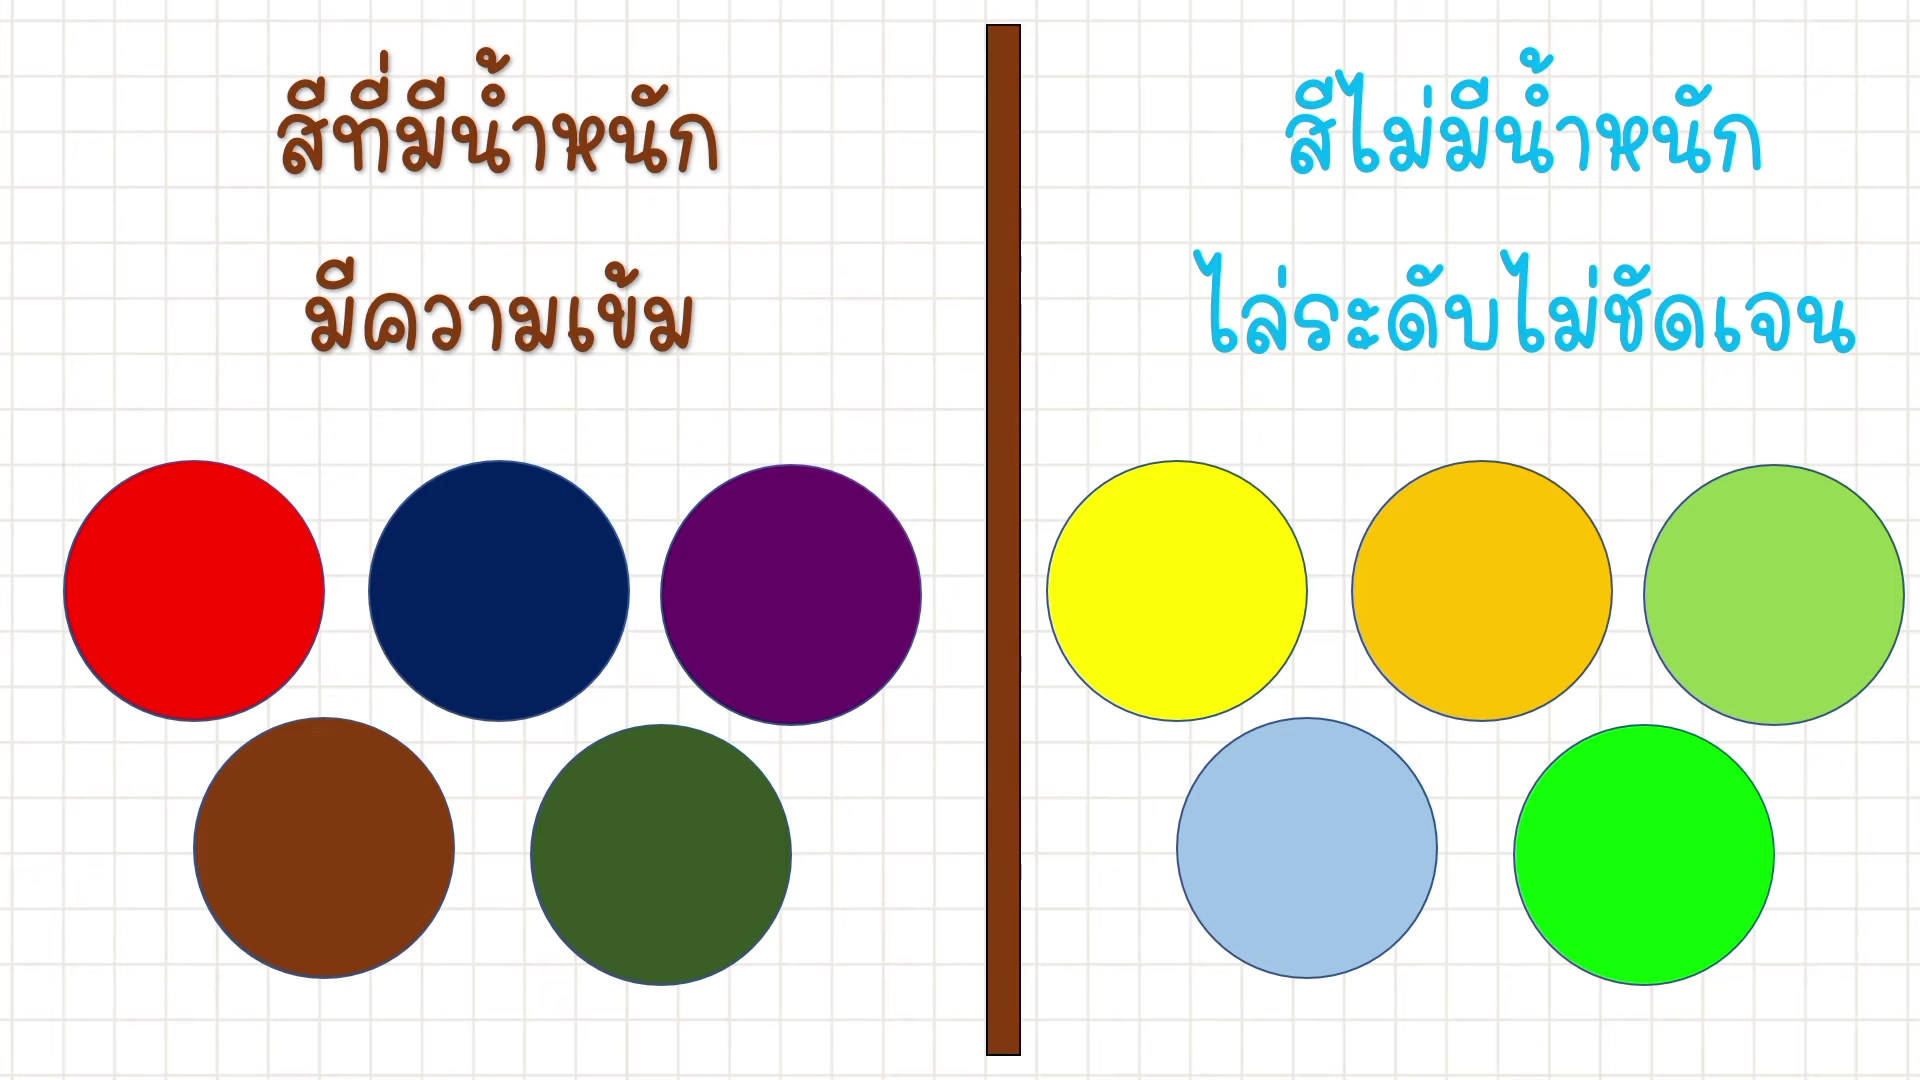 สีที่มีน้ำหนัก
มีความเข้ม
สีไม่มีน้ำหนัก
ไล่ระดับไม่ชัดเจน